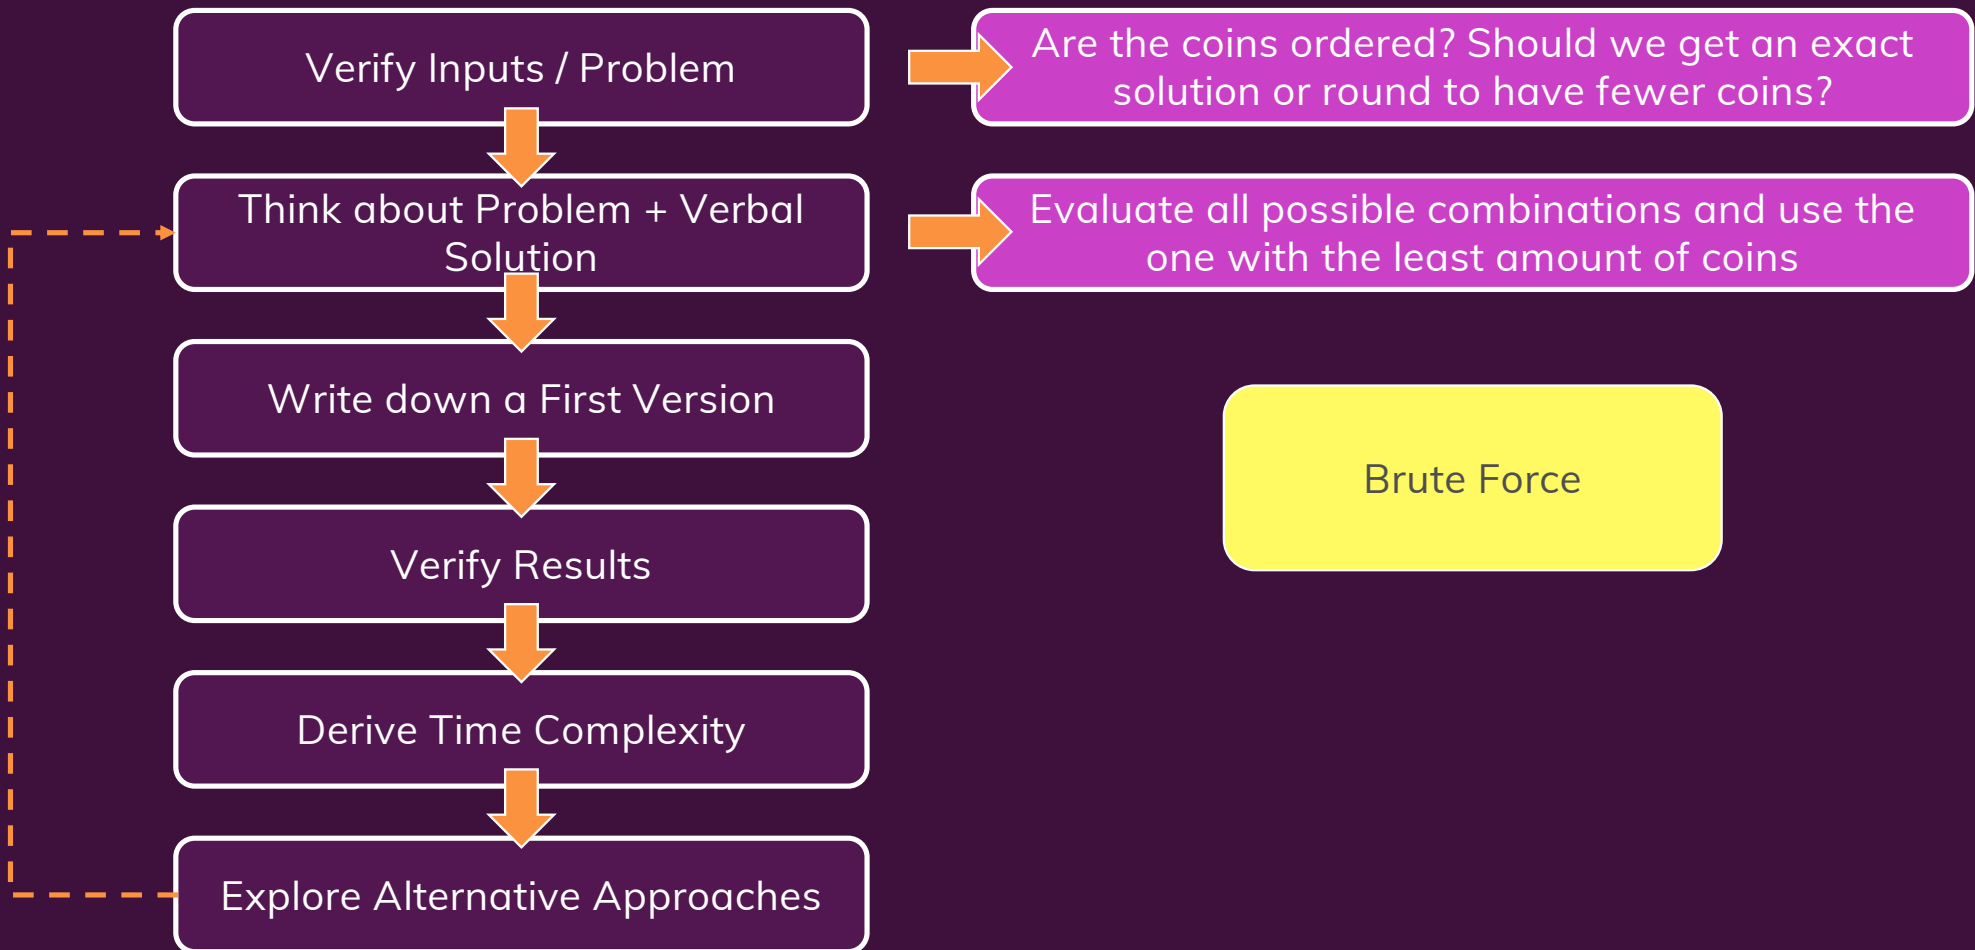 Verify Inputs / Problem
Are the coins ordered? Should we get an exact
solution or round to have fewer coins?
Think about Problem + Verbal
Solution
Evaluate all possible combinations and use the
one with the least amount of coins
Write down a First Version
Brute Force
Verify Results
Derive Time Complexity
Explore Alternative Approaches